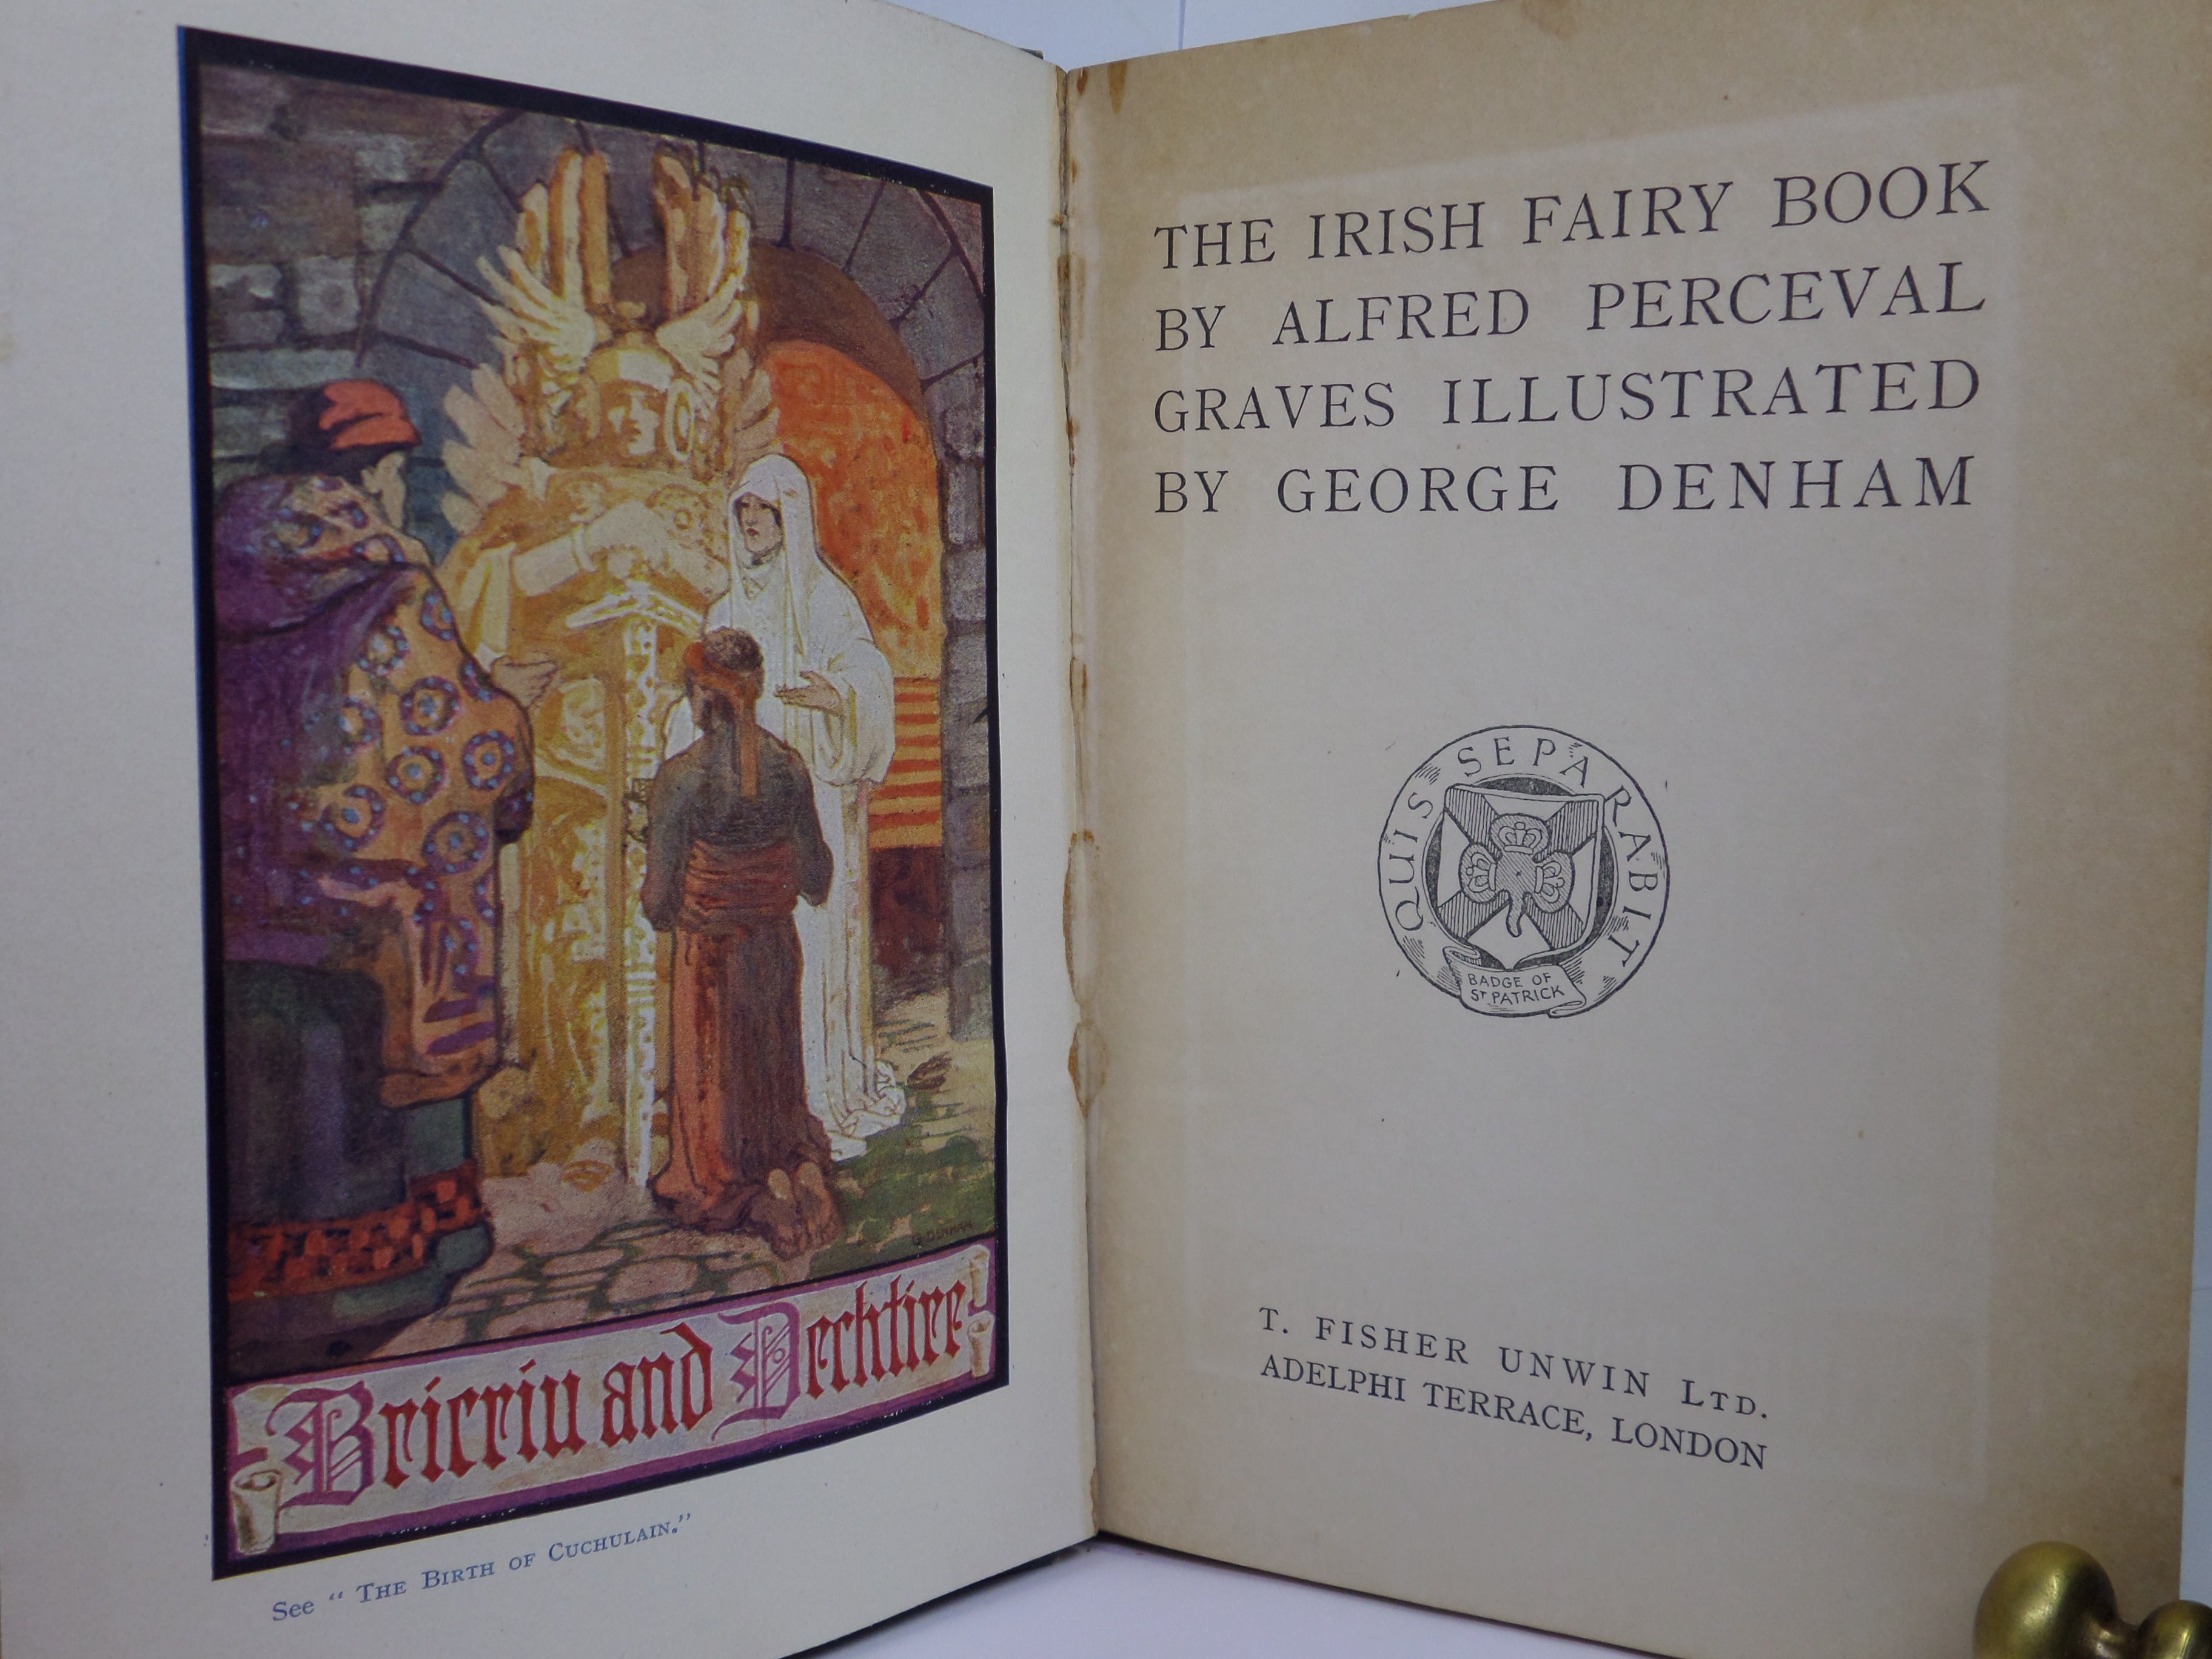 G. DENHAM
Bricriu and Dechtire
See "The Birth of Cuchulain."
THE IRISH FAIRY BOOK
BY ALFRED PERCEVAL
GRAVES ILLUSTRATED
BY GEORGE DENHAM
QUIS SEPARABIT
BADGE OF
ST PATRICK
T. FISHER UNWIN LTD.
ADELPHI TERRACE, LONDON